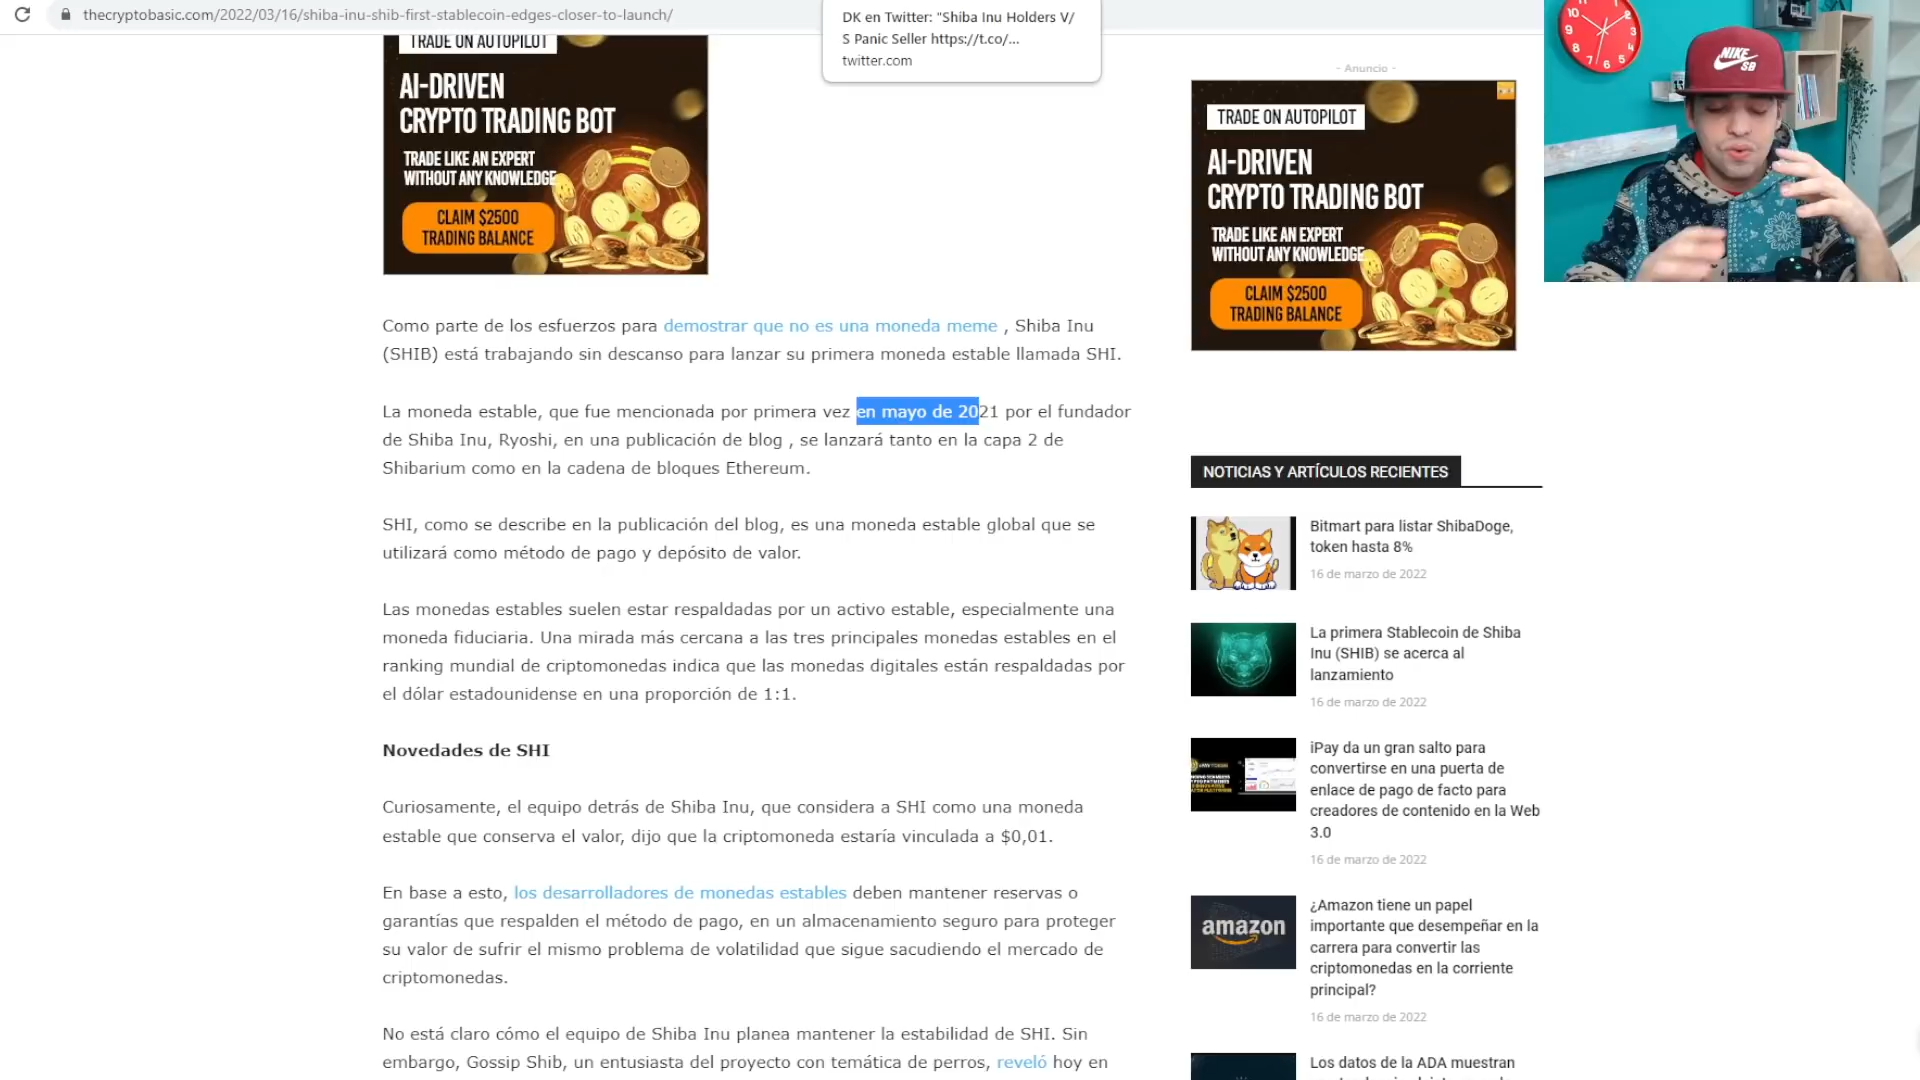 thecryptobasic.com/2022/03/16/shiba-inu-shib-first-stablecoin-edges-closer-to-launch/
DK en Twitter: "Shiba Inu Holders V/
S Panic Seller https://t.co/...
twitter.com
TRADE ON AUTOPILOT
AI-DRIVEN
CRYPTO TRADING BOT
TRADE LIKE AN EXPERT
WITHOUT ANY KNOWLEDGE
CLAIM $2500
TRADING BALANCE
- Anuncio -
TRADE ON AUTOPILOT
AI-DRIVEN
CRYPTO TRADING BOT
TRADE LIKE AN EXPERT
WITHOUT ANY KNOWLEDGE
CLAIM $2500
TRADING BALANCE
NIKE
SB
10
9
8
7
6
5
4
3
2
1
Como parte de los esfuerzos para demostrar que no es una moneda meme , Shiba Inu
(SHIB) está trabajando sin descanso para lanzar su primera moneda estable llamada SHI.
La moneda estable, que fue mencionada por primera vez en mayo de 2021 por el fundador
de Shiba Inu, Ryoshi, en una publicación de blog , se lanzará tanto en la capa 2 de
Shibarium como en la cadena de bloques Ethereum.
SHI, como se describe en la publicación del blog, es una moneda estable global que se
utilizará como método de pago y depósito de valor.
Las monedas estables suelen estar respaldadas por un activo estable, especialmente una
moneda fiduciaria. Una mirada más cercana a las tres principales monedas estables en el
ranking mundial de criptomonedas indica que las monedas digitales están respaldadas por
el dólar estadounidense en una proporción de 1:1.
Novedades de SHI
Curiosamente, el equipo detrás de Shiba Inu, que considera a SHI como una moneda
estable que conserva el valor, dijo que la criptomoneda estaría vinculada a $0,01.
En base a esto, los desarrolladores de monedas estables deben mantener reservas o
garantías que respalden el método de pago, en un almacenamiento seguro para proteger
su valor de sufrir el mismo problema de volatilidad que sigue sacudiendo el mercado de
criptomonedas.
No está claro cómo el equipo de Shiba Inu planea mantener la estabilidad de SHI. Sin
embargo, Gossip Shib, un entusiasta del proyecto con temática de perros, reveló hoy en
NOTICIAS Y ARTÍCULOS RECIENTES
Bitmart para listar ShibaDoge,
token hasta 8%
16 de marzo de 2022
La primera Stablecoin de Shiba
Inu (SHIB) se acerca al
lanzamiento
16 de marzo de 2022
iPay da un gran salto para
convertirse en una puerta de
enlace de pago de facto para
creadores de contenido en la Web
3.0
16 de marzo de 2022
amazon
¿Amazon tiene un papel
importante que desempeñar en la
carrera para convertir las
criptomonedas en la corriente
principal?
16 de marzo de 2022
Los datos de la ADA muestran